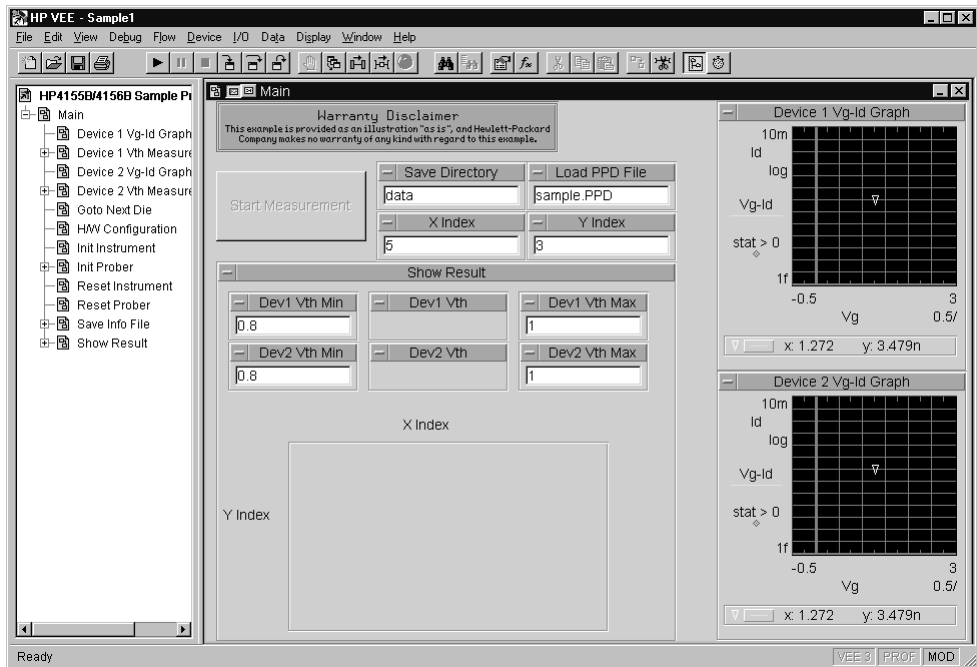 HP VEE - Sample1
File Edit View Debug Flow Device I/O Data Display Window Help
HP4155B/4156B Sample Pr
Main
Device 1 Vg-Id Graph
Device 1 Vth Measure
Device 2 Vg-Id Graph
Device 2 Vth Measure
Goto Next Die
H/W Configuration
Init Instrument
Init Prober
Reset Instrument
Reset Prober
Save Info File
Show Result
Main
Warranty Disclaimer
This example is provided as an illustration "as is", and Hewlett-Packard
Company makes no warranty of any kind with regard to this example.
Start Measurement
Save Directory Load PPD File
data sample.PPD
X Index Y Index
5 3
Show Result
Dev1 Vth Min Dev1 Vth Dev1 Vth Max
0.8 1
Dev2 Vth Min Dev2 Vth Dev2 Vth Max
0.8 1
X Index
Y Index
Device 1 Vg-Id Graph
10m
Id
log
Vg-Id
stat > 0
1f
-0.5 3
Vg 0.5/
x: 1.272 y: 3.479n
Device 2 Vg-Id Graph
10m
Id
log
Vg-Id
stat > 0
1f
-0.5 3
Vg 0.5/
x: 1.272 y: 3.479n
Ready VEE 3 PROF MOD